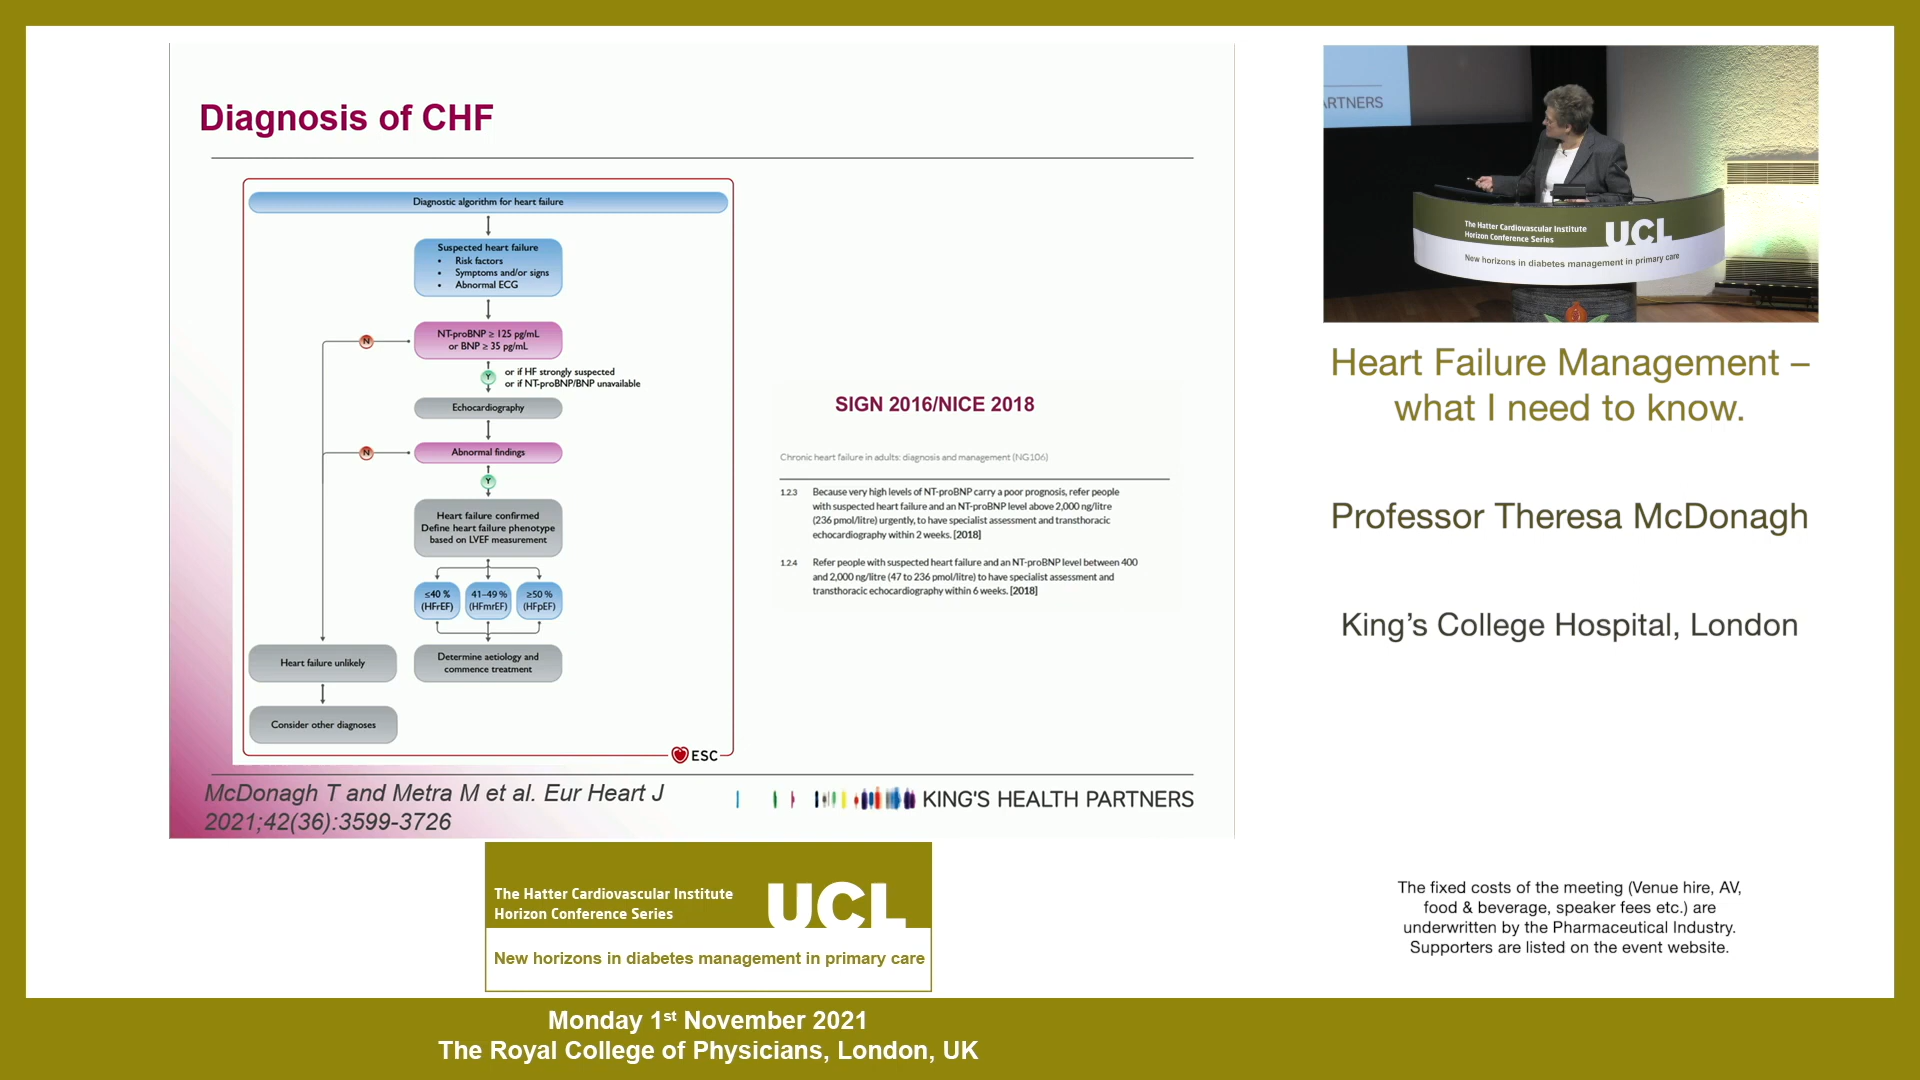 Diagnosis of CHF
Diagnostic algorithm for heart failure
Suspected heart failure
• Risk factors
• Symptoms and/or signs
• Abnormal ECG
N
NT-proBNP ≥ 125 pg/mL
or BNP ≥ 35 pg/mL
Y
or if HF strongly suspected
or if NT-proBNP/BNP unavailable
Echocardiography
N
Abnormal findings
Y
Heart failure confirmed
Define heart failure phenotype
based on LVEF measurement
≤40 %
(HFrEF)
41–49 %
(HFmrEF)
≥50 %
(HFpEF)
Heart failure unlikely
Determine aetiology and
commence treatment
Consider other diagnoses
ESC
SIGN 2016/NICE 2018
Chronic heart failure in adults: diagnosis and management (NG106)
1.2.3 Because very high levels of NT-proBNP carry a poor prognosis, refer people
with suspected heart failure and an NT-proBNP level above 2,000 ng/litre
(236 pmol/litre) urgently, to have specialist assessment and transthoracic
echocardiography within 2 weeks. [2018]
1.2.4 Refer people with suspected heart failure and an NT-proBNP level between 400
and 2,000 ng/litre (47 to 236 pmol/litre) to have specialist assessment and
transthoracic echocardiography within 6 weeks. [2018]
McDonagh T and Metra M et al. Eur Heart J
2021;42(36):3599-3726
KING'S HEALTH PARTNERS
ARTNERS
The Hatter Cardiovascular Institute
Horizon Conference Series
UCL
New horizons in diabetes management in primary care
Heart Failure Management –
what I need to know.
Professor Theresa McDonagh
King's College Hospital, London
The fixed costs of the meeting (Venue hire, AV,
food & beverage, speaker fees etc.) are
underwritten by the Pharmaceutical Industry.
Supporters are listed on the event website.
The Hatter Cardiovascular Institute
Horizon Conference Series
UCL
New horizons in diabetes management in primary care
Monday 1st November 2021
The Royal College of Physicians, London, UK